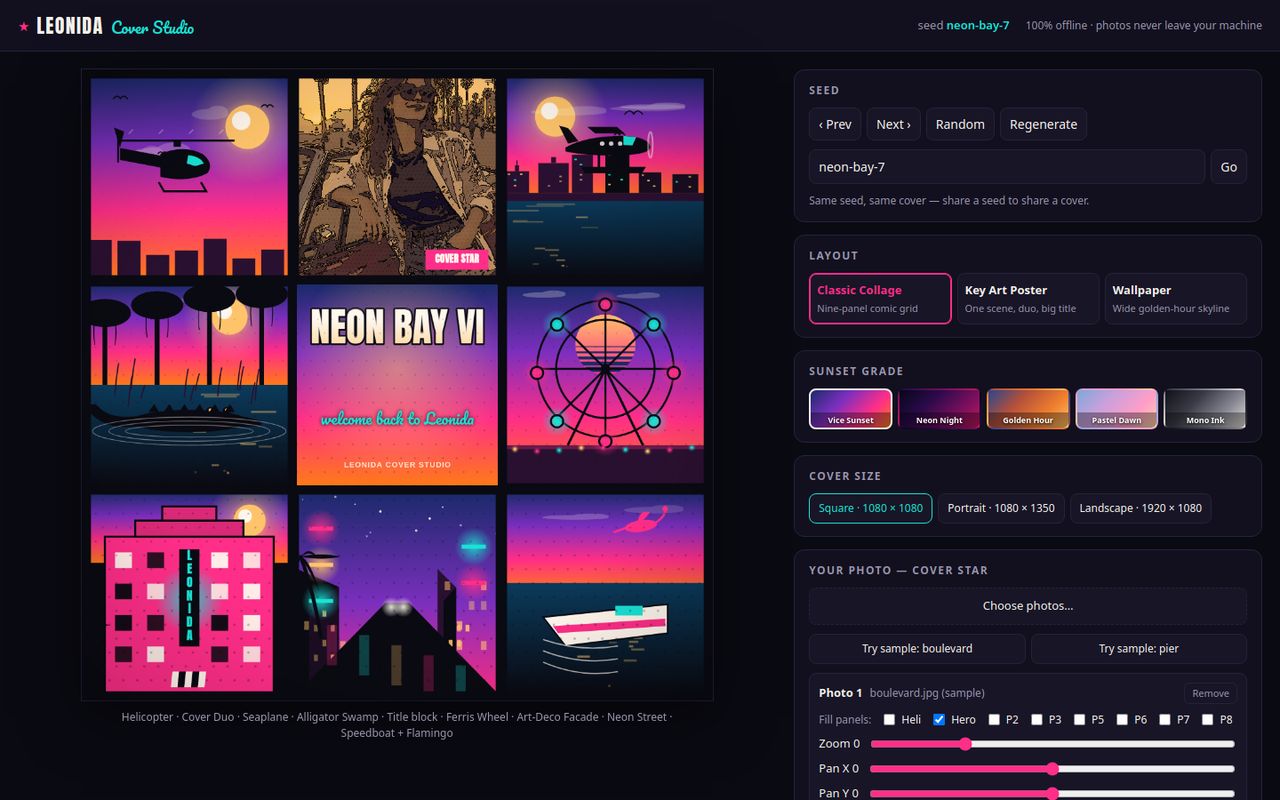 ★ LEONIDA Cover Studio
seed neon-bay-7 100% offline · photos never leave your machine
COVER STAR
NEON BAY VI
welcome back to Leonida
LEONIDA COVER STUDIO
LEONIDA
Helicopter · Cover Duo · Seaplane · Alligator Swamp · Title block · Ferris Wheel · Art-Deco Facade · Neon Street ·
Speedboat + Flamingo
SEED
‹ Prev Next › Random Regenerate
neon-bay-7 Go
Same seed, same cover — share a seed to share a cover.
LAYOUT
Classic Collage Key Art Poster Wallpaper
Nine-panel comic grid One scene, duo, big title Wide golden-hour skyline
SUNSET GRADE
Vice Sunset Neon Night Golden Hour Pastel Dawn Mono Ink
COVER SIZE
Square · 1080 × 1080 Portrait · 1080 × 1350 Landscape · 1920 × 1080
YOUR PHOTO — COVER STAR
Choose photos...
Try sample: boulevard Try sample: pier
Photo 1 boulevard.jpg (sample) Remove
Fill panels: Heli Hero P2 P3 P5 P6 P7 P8
Zoom 0
Pan X 0
Pan Y 0